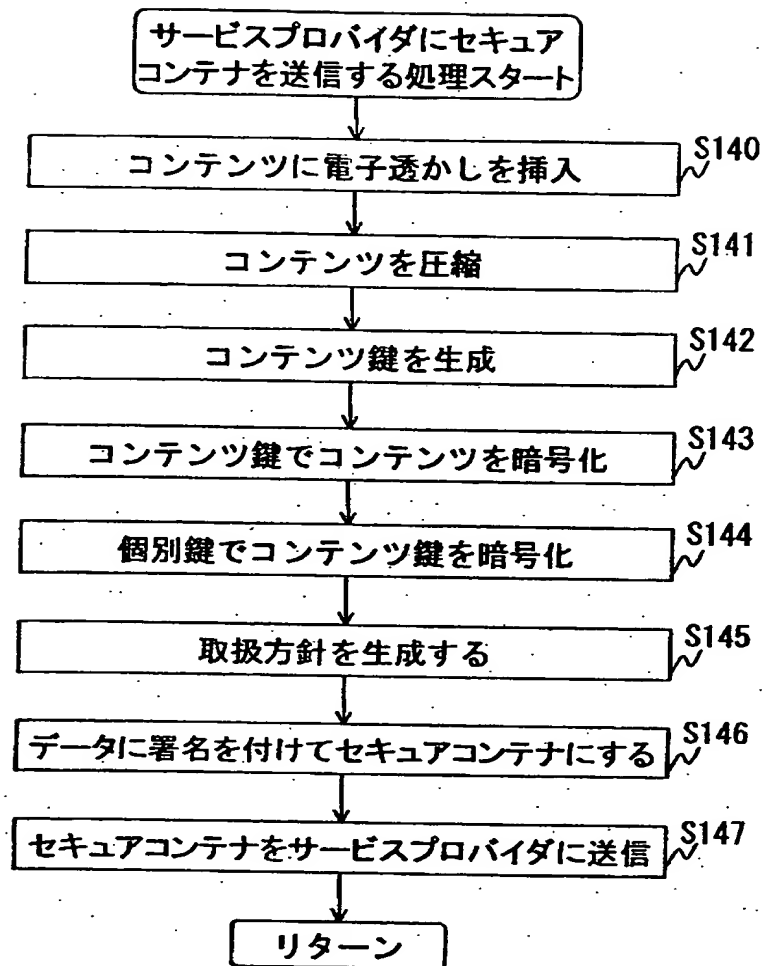 サービスプロバイダにセキュア
コンテナを送信する処理スタート
S140
コンテンツに電子透かしを挿入
S141
コンテンツを圧縮
S142
コンテンツ鍵を生成
S143
コンテンツ鍵でコンテンツを暗号化
S144
個別鍵でコンテンツ鍵を暗号化
S145
取扱方針を生成する
S146
データに署名を付けてセキュアコンテナにする
S147
セキュアコンテナをサービスプロバイダに送信
リターン